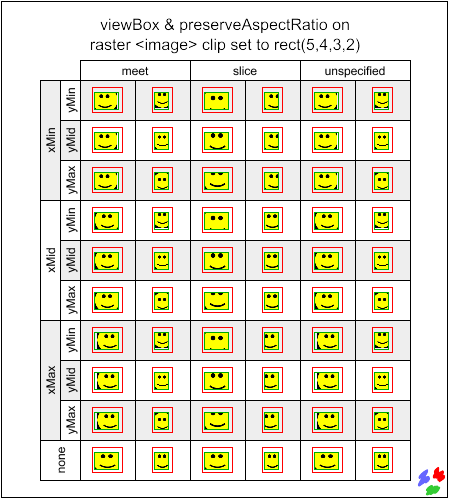 viewBox & preserveAspectRatio on
raster <image> clip set to rect(5,4,3,2)
meet slice unspecified
xMin yMin
yMid
yMax
xMid yMin
yMid
yMax
xMax yMin
yMid
yMax
none